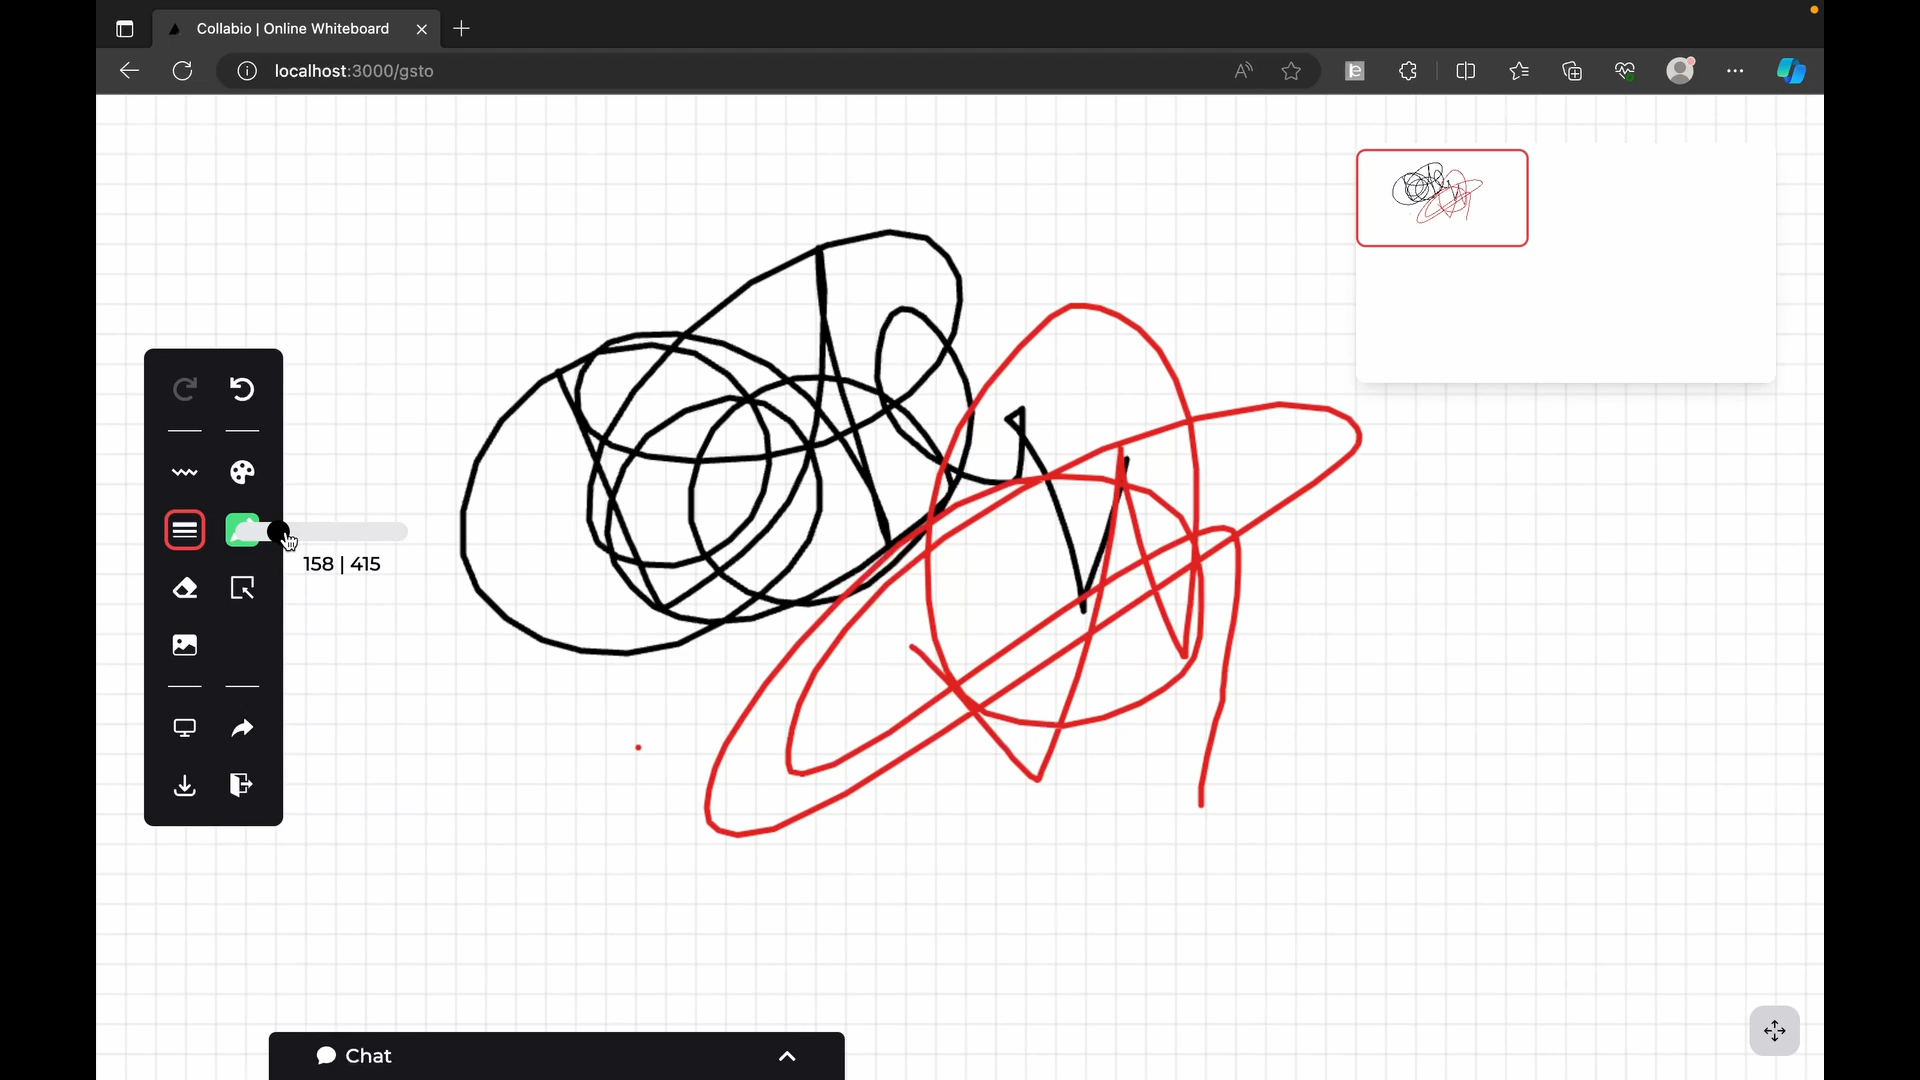 Collabio | Online Whiteboard
localhost:3000/gsto
158 | 415
Chat